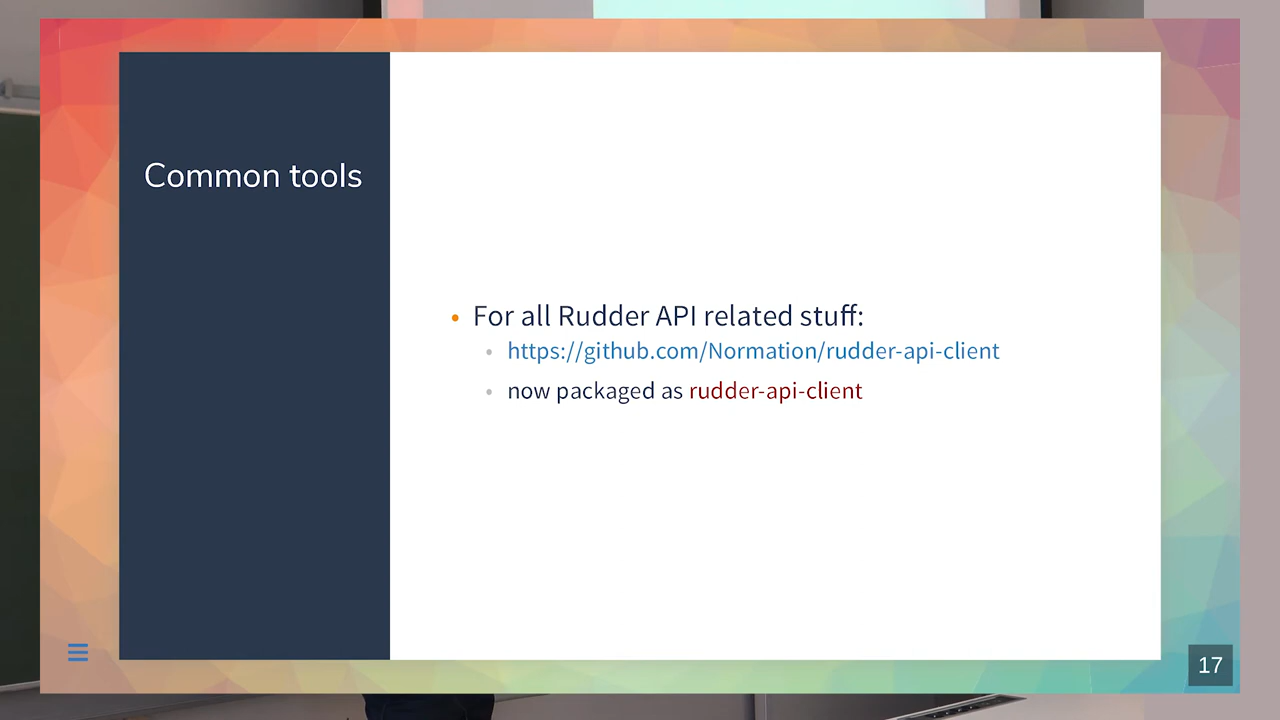 Common tools
For all Rudder API related stuff:
https://github.com/Normation/rudder-api-client
now packaged as rudder-api-client
17